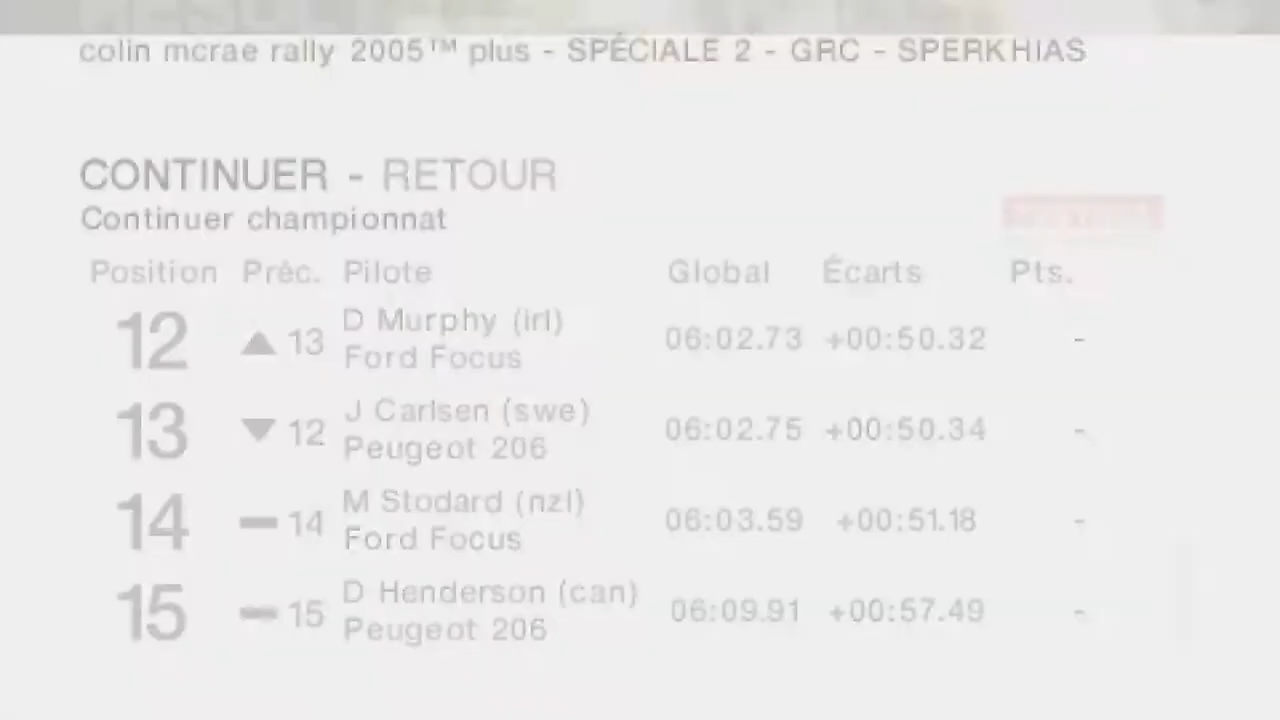 colin mcrae rally 2005™ plus - SPÉCIALE 2 - GRC - SPERKHIAS
CONTINUER - RETOUR
Continuer championnat
Position Préc. Pilote Global Écarts Pts.
12 ▲ 13 D Murphy (irl) Ford Focus 06:02.73 +00:50.32 -
13 ▼ 12 J Carlsen (swe) Peugeot 206 06:02.75 +00:50.34 -
14 14 M Stodard (nzl) Ford Focus 06:03.59 +00:51.18 -
15 15 D Henderson (can) Peugeot 206 06:09.91 +00:57.49 -